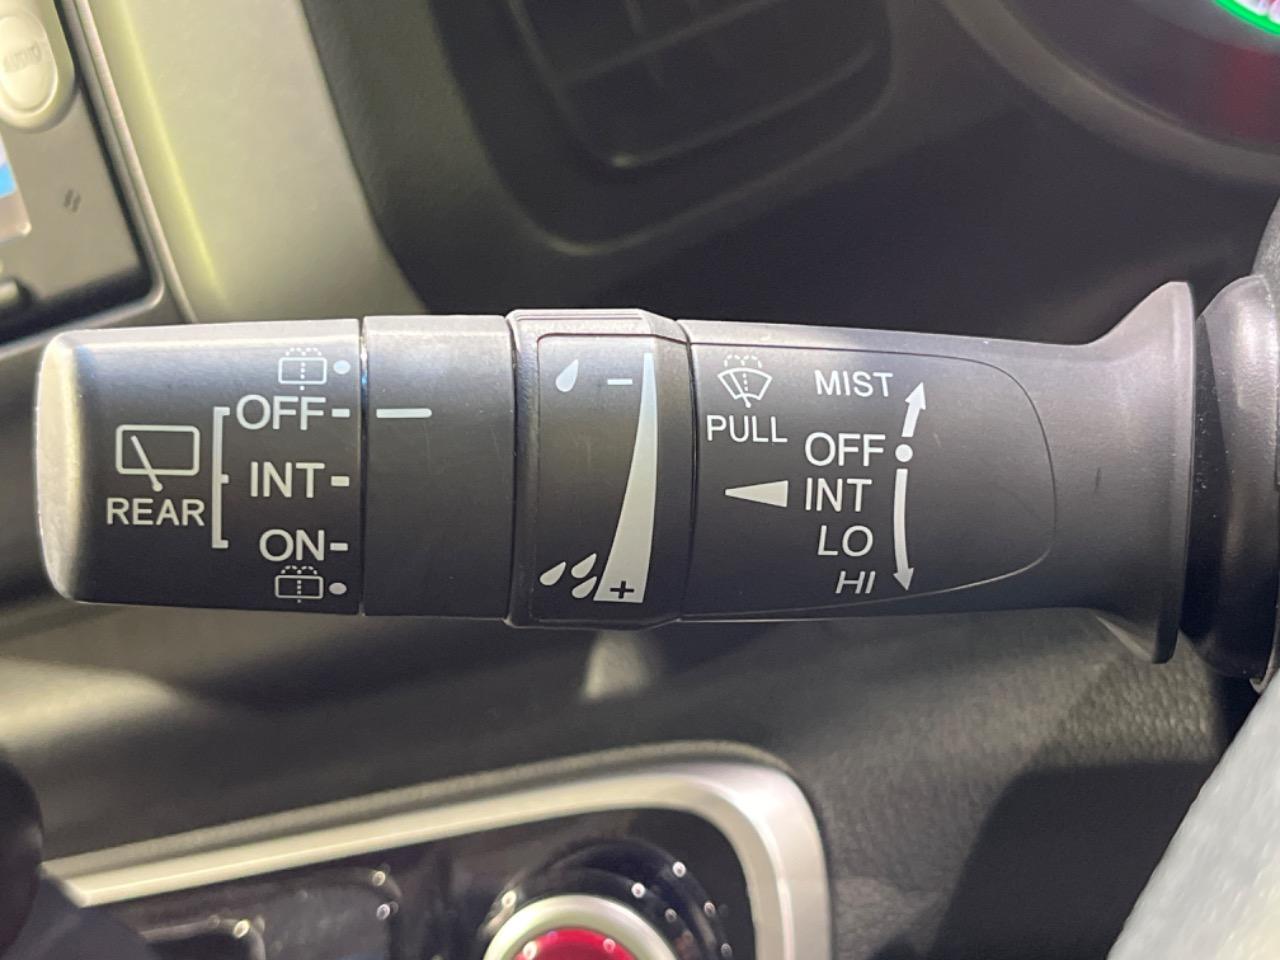 OFF
INT
ON
REAR
−
+
PULL
MIST
OFF
INT
LO
HI